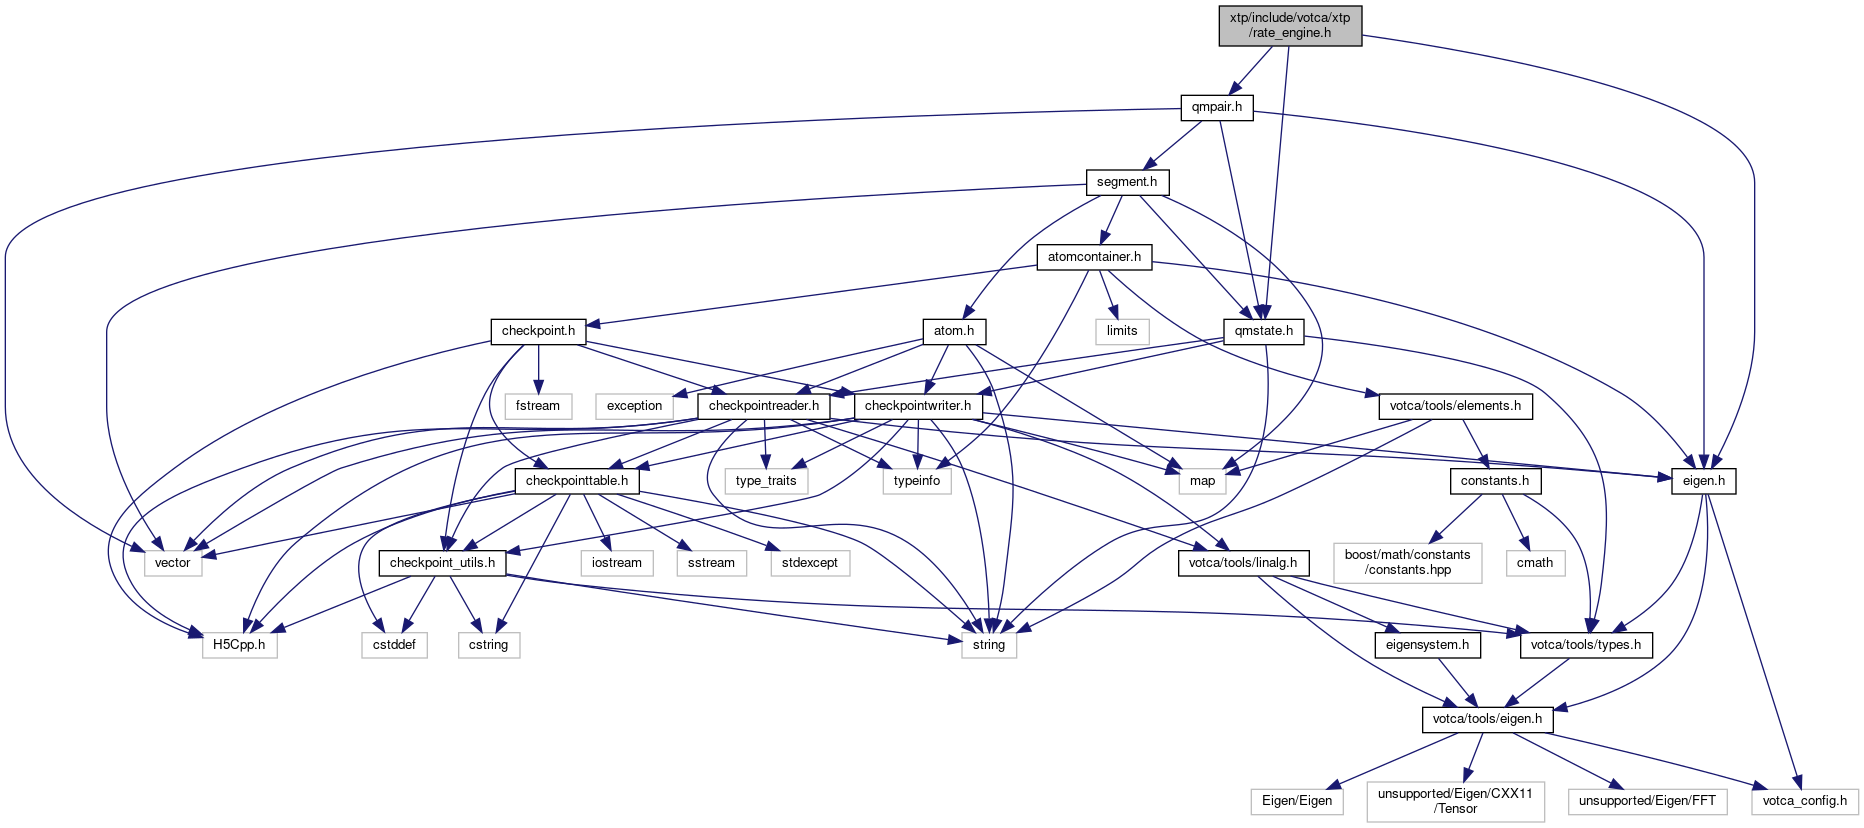 xtp/include/votca/xtp
/rate_engine.h
qmpair.h
segment.h
atomcontainer.h
checkpoint.h
atom.h
limits
qmstate.h
fstream
exception
checkpointreader.h
checkpointwriter.h
votca/tools/elements.h
checkpointtable.h
type_traits
typeinfo
map
constants.h
eigen.h
vector
checkpoint_utils.h
iostream
sstream
stdexcept
votca/tools/linalg.h
boost/math/constants
/constants.hpp
cmath
H5Cpp.h
cstddef
cstring
string
eigensystem.h
votca/tools/types.h
votca/tools/eigen.h
Eigen/Eigen
unsupported/Eigen/CXX11
/Tensor
unsupported/Eigen/FFT
votca_config.h